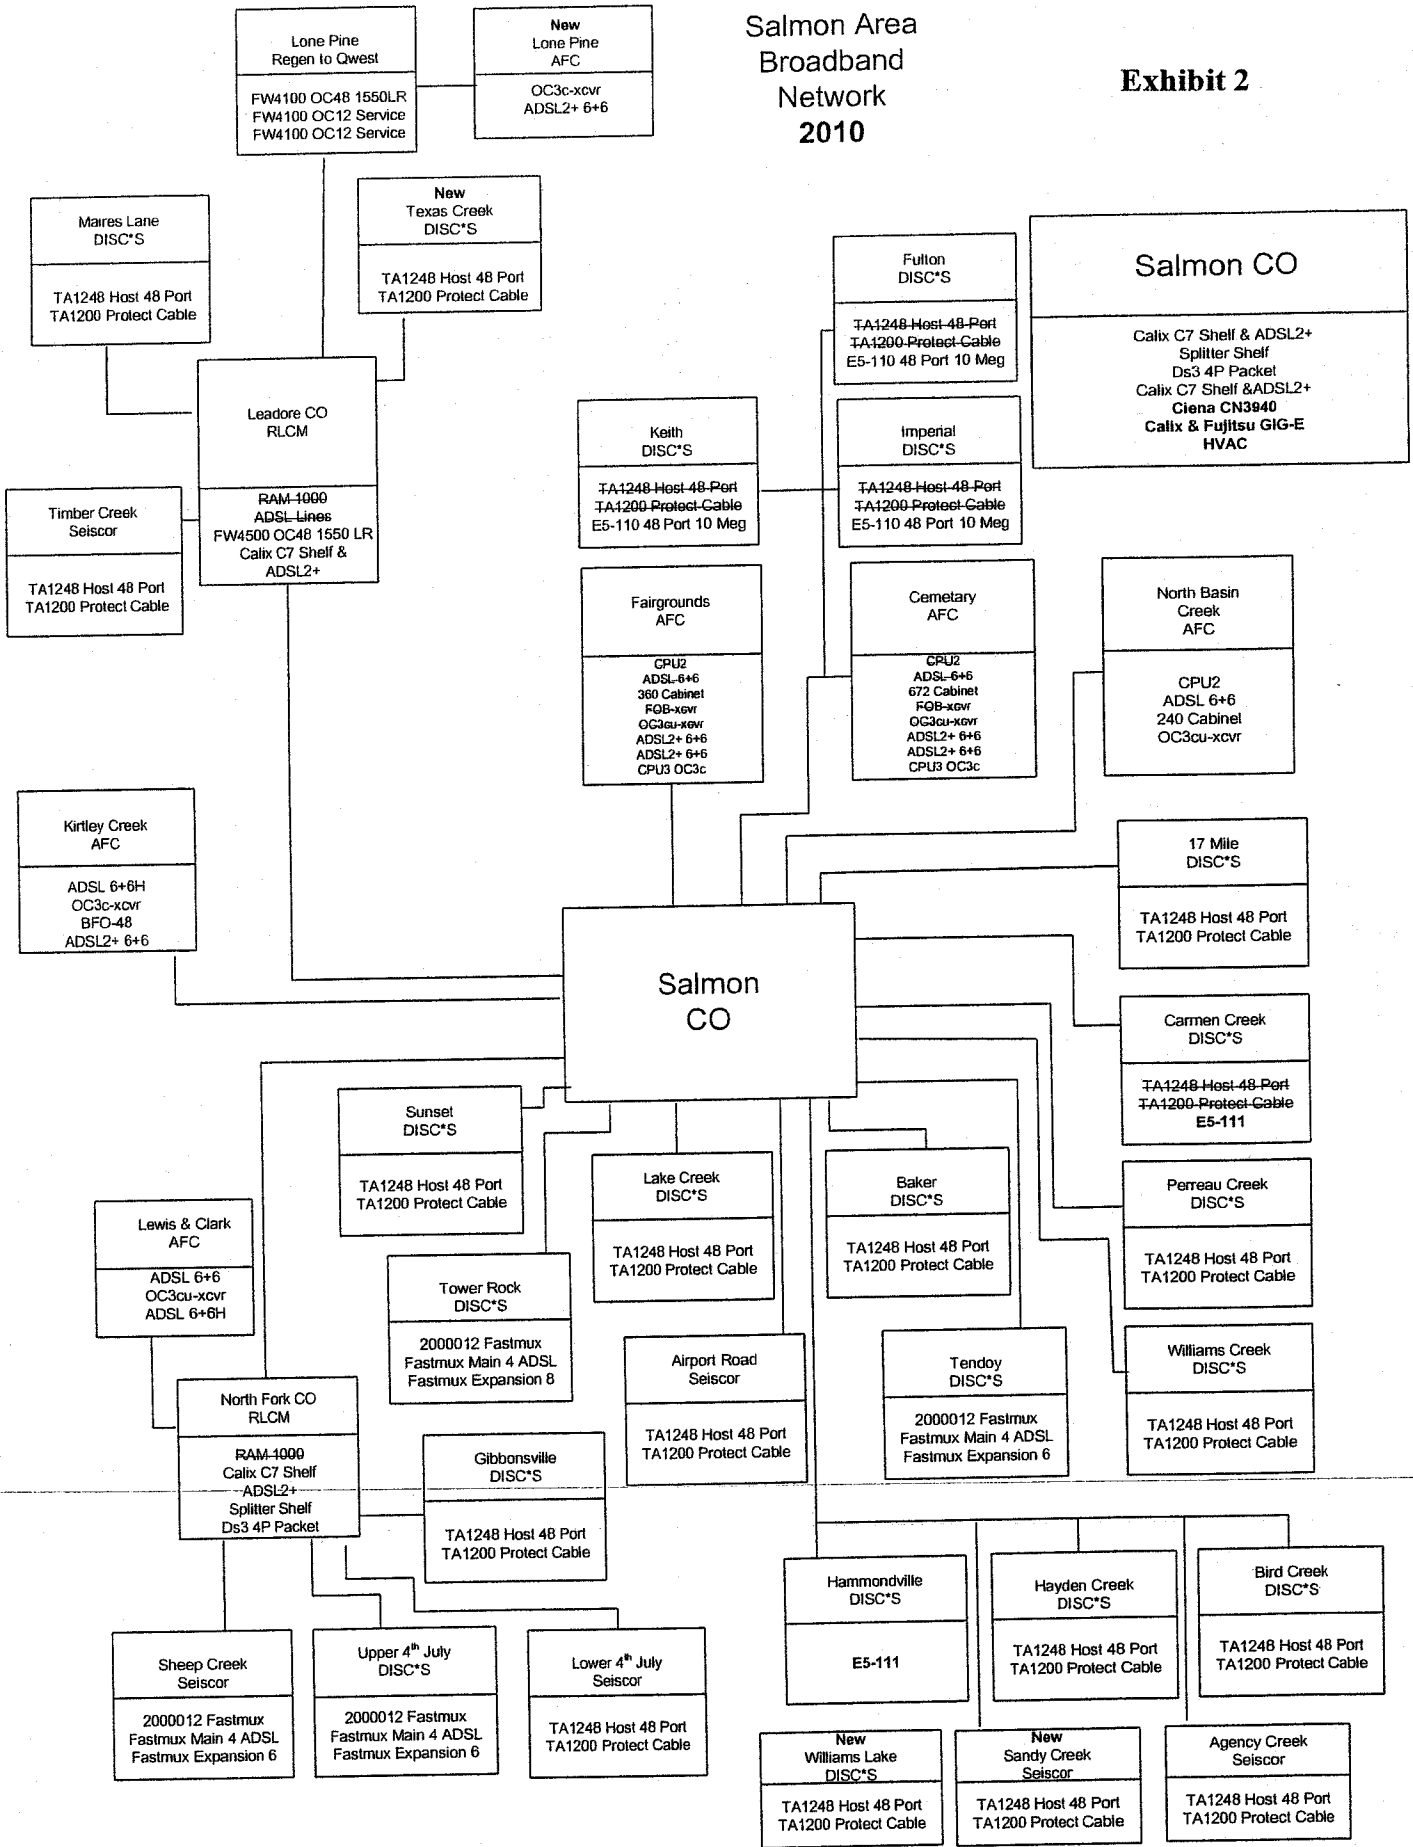 Salmon Area
Broadband
Network
2010
Exhibit 2
Lone Pine
Regen to Qwest
FW4100 OC48 1550LR
FW4100 OC12 Service
FW4100 OC12 Service
New
Lone Pine
AFC
OC3c-xcvr
ADSL2+ 6+6
Maires Lane
DISC*S
TA1248 Host 48 Port
TA1200 Protect Cable
New
Texas Creek
DISC*S
TA1248 Host 48 Port
TA1200 Protect Cable
Fulton
DISC*S
TA1248 Host 48 Port
TA1200 Protect Cable
E5-110 48 Port 10 Meg
Salmon CO
Calix C7 Shelf & ADSL2+
Splitter Shelf
Ds3 4P Packet
Calix C7 Shelf &ADSL2+
Ciena CN3940
Calix & Fujitsu GIG-E
HVAC
Leadore CO
RLCM
RAM 1000
ADSL Lines
FW4500 OC48 1550 LR
Calix C7 Shelf &
ADSL2+
Keith
DISC*S
TA1248 Host 48 Port
TA1200 Protect Cable
E5-110 48 Port 10 Meg
Imperial
DISC*S
TA1248 Host 48 Port
TA1200 Protect Cable
E5-110 48 Port 10 Meg
Timber Creek
Seiscor
TA1248 Host 48 Port
TA1200 Protect Cable
Fairgrounds
AFC
CPU2
ADSL 6+6
360 Cabinet
FOB-xcvr
OC3cu-xcvr
ADSL2+ 6+6
ADSL2+ 6+6
CPU3 OC3c
Cemetary
AFC
CPU2
ADSL 6+6
672 Cabinet
FOB-xcvr
OC3cu-xcvr
ADSL2+ 6+6
ADSL2+ 6+6
CPU3 OC3c
North Basin
Creek
AFC
CPU2
ADSL 6+6
240 Cabinet
OC3cu-xcvr
Kirtley Creek
AFC
ADSL 6+6H
OC3c-xcvr
BFO-48
ADSL2+ 6+6
17 Mile
DISC*S
TA1248 Host 48 Port
TA1200 Protect Cable
Salmon
CO
Carmen Creek
DISC*S
TA1248 Host 48 Port
TA1200 Protect Cable
E5-111
Sunset
DISC*S
TA1248 Host 48 Port
TA1200 Protect Cable
Lake Creek
DISC*S
TA1248 Host 48 Port
TA1200 Protect Cable
Baker
DISC*S
TA1248 Host 48 Port
TA1200 Protect Cable
Perreau Creek
DISC*S
TA1248 Host 48 Port
TA1200 Protect Cable
Lewis & Clark
AFC
ADSL 6+6
OC3cu-xcvr
ADSL 6+6H
Tower Rock
DISC*S
2000012 Fastmux
Fastmux Main 4 ADSL
Fastmux Expansion 8
Airport Road
Seiscor
TA1248 Host 48 Port
TA1200 Protect Cable
Tendoy
DISC*S
2000012 Fastmux
Fastmux Main 4 ADSL
Fastmux Expansion 6
Williams Creek
DISC*S
TA1248 Host 48 Port
TA1200 Protect Cable
North Fork CO
RLCM
RAM 1000
Calix C7 Shelf
ADSL2+
Splitter Shelf
Ds3 4P Packet
Gibbonsville
DISC*S
TA1248 Host 48 Port
TA1200 Protect Cable
Hammondville
DISC*S
E5-111
Hayden Creek
DISC*S
TA1248 Host 48 Port
TA1200 Protect Cable
Bird Creek
DISC*S
TA1248 Host 48 Port
TA1200 Protect Cable
Sheep Creek
Seiscor
2000012 Fastmux
Fastmux Main 4 ADSL
Fastmux Expansion 6
Upper 4th July
DISC*S
2000012 Fastmux
Fastmux Main 4 ADSL
Fastmux Expansion 6
Lower 4th July
Seiscor
TA1248 Host 48 Port
TA1200 Protect Cable
New
Williams Lake
DISC*S
TA1248 Host 48 Port
TA1200 Protect Cable
New
Sandy Creek
Seiscor
TA1248 Host 48 Port
TA1200 Protect Cable
Agency Creek
Seiscor
TA1248 Host 48 Port
TA1200 Protect Cable